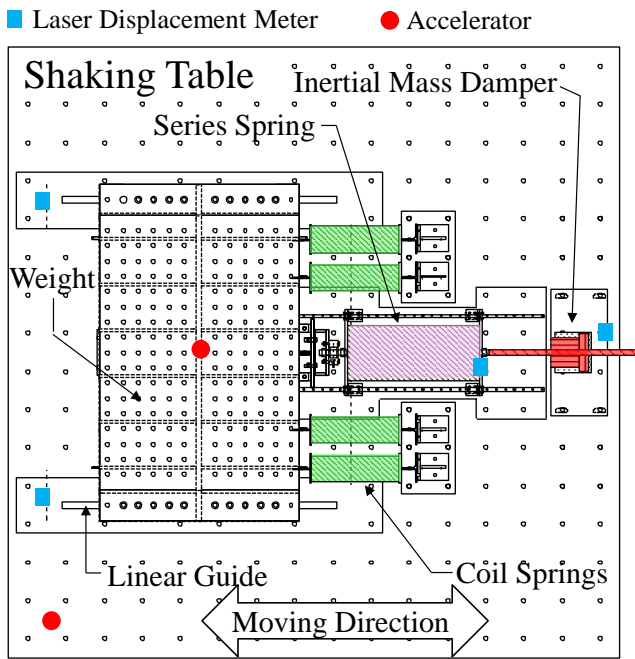 Laser Displacement Meter
Accelerator
Shaking Table
Inertial Mass Damper
Series Spring
Weight
Linear Guide
Coil Springs
Moving Direction